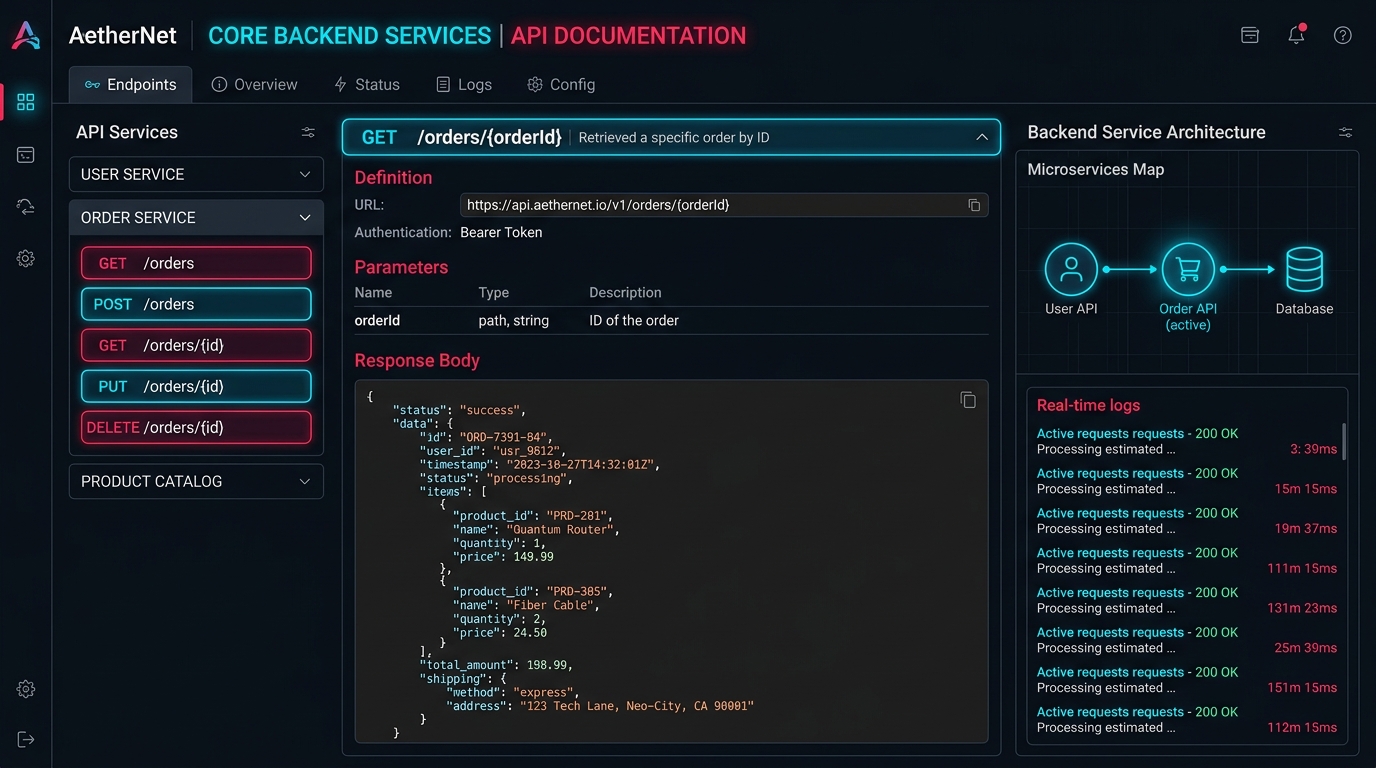 AetherNet
CORE BACKEND SERVICES | API DOCUMENTATION
Endpoints
Overview
Status
Logs
Config
API Services
USER SERVICE
ORDER SERVICE
GET /orders
POST /orders
GET /orders/{id}
PUT /orders/{id}
DELETE /orders/{id}
PRODUCT CATALOG
GET /orders/{orderId} | Retrieved a specific order by ID
Definition
URL: https://api.aethernet.io/v1/orders/{orderId}
Authentication: Bearer Token
Parameters
Name Type Description
orderId path, string ID of the order
Response Body
{
"status": "success",
"data": {
"id": "ORD-7391-84",
"user_id": "usr_9812",
"timestamp": "2023-18-27T14:32:01Z",
"status": "processing",
"items": [
{
"product_id": "PRD-201",
"name": "Quantum Router",
"quantity": 1,
"price": 149.99
},
{
"product_id": "PRD-305",
"name": "Fiber Cable",
"quantity": 2,
"price": 24.50
}
],
"total_amount": 198.99,
"shipping": {
"method": "express",
"address": "123 Tech Lane, Neo-City, CA 90001"
}
}
Backend Service Architecture
Microservices Map
User API
Order API
(active)
Database
Real-time logs
Active requests requests - 200 OK
Processing estimated ... 3: 39ms
Active requests requests - 200 OK
Processing estimated ... 15m 15ms
Active requests requests - 200 OK
Processing estimated ... 19m 37ms
Active requests requests - 200 OK
Processing estimated ... 111m 15ms
Active requests requests - 200 OK
Processing estimated ... 131m 23ms
Active requests requests - 200 OK
Processing estimated ... 25m 39ms
Active requests requests - 200 OK
Processing estimated ... 151m 15ms
Active requests requests - 200 OK
Processing estimated ... 112m 15ms